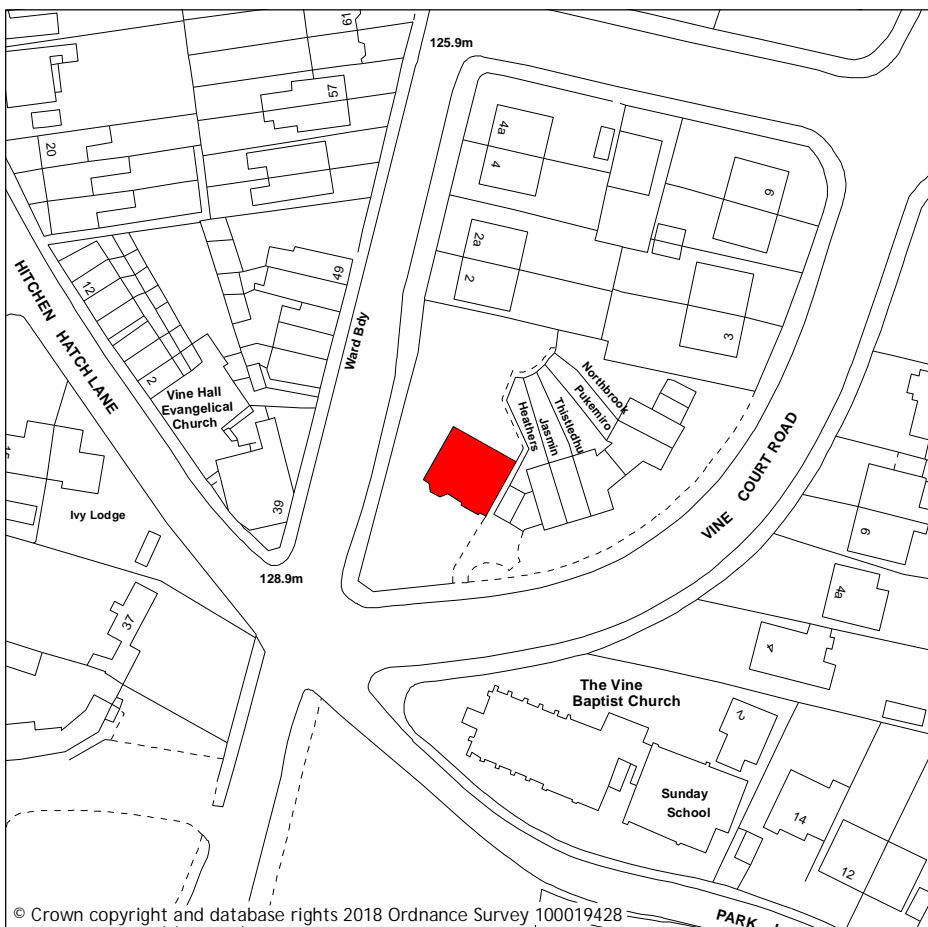 61
125.9m
57
20
4a
4
6
2a
2
49
3
12
HITCHEN HATCH LANE
Ward Bdy
2
Vine Hall
Evangelical
Church
Northbrook
Pukemiro
Thistledhu
Jasmin
Heathers
VINE COURT ROAD
39
Ivy Lodge
6
128.9m
4a
37
4
The Vine
Baptist Church
2
Sunday
School
14
12
PARK
© Crown copyright and database rights 2018 Ordnance Survey 100019428